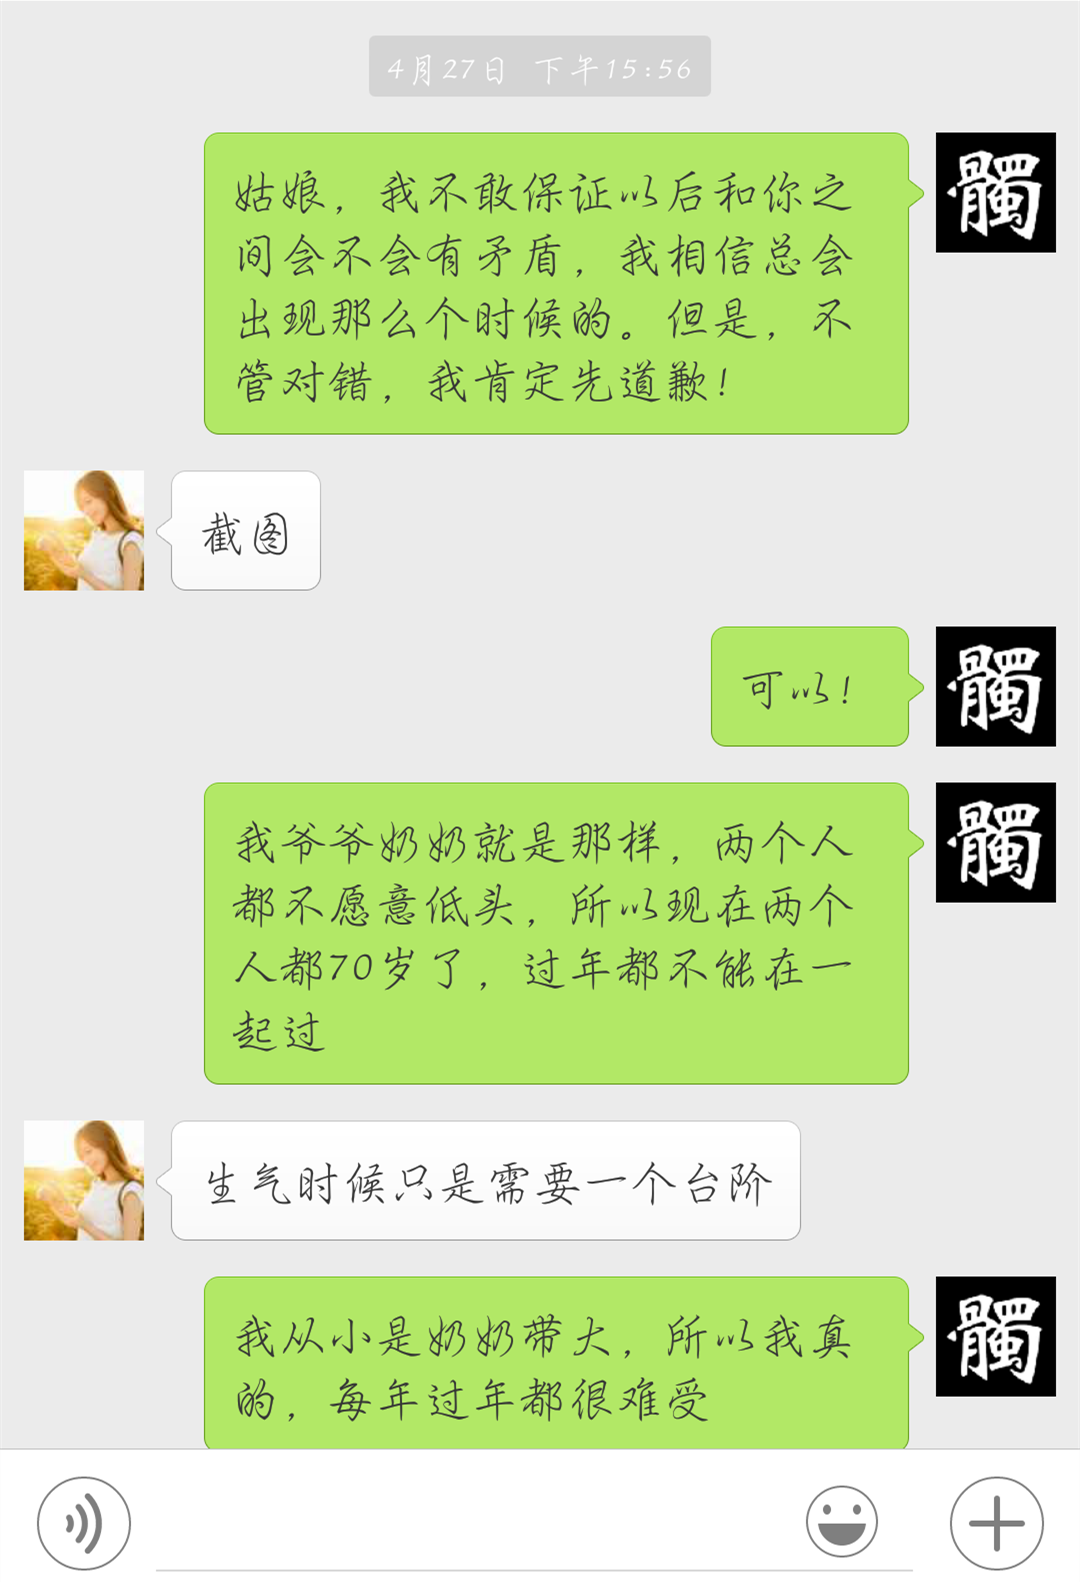 4月27日 下午15:56
姑娘，我不敢保证以后和你之
间会不会有矛盾，我相信总会
出现那么个时候的。但是，不
管对错，我肯定先道歉！
髑
截图
可以！
髑
我爷爷奶奶就是那样，两个人
都不愿意低头，所以现在两个
人都70岁了，过年都不能在一
起过
髑
生气时候只是需要一个台阶
我从小是奶奶带大，所以我真
的，每年过年都很难受
髑